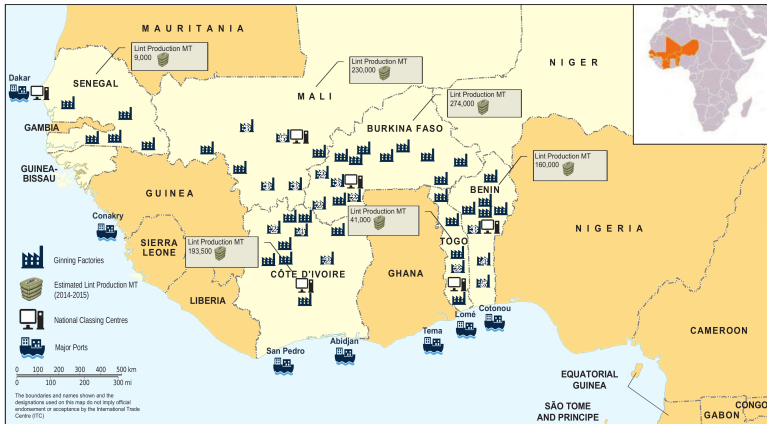 MAURITANIA
Lint Production MT
9,000
Lint Production MT
230,000
NIGER
Dakar
SENEGAL
MALI
Lint Production MT
274,000
GAMBIA
BURKINA FASO
GUINEA-
BISSAU
Lint Production MT
160,000
GUINEA
BENIN
Lint Production MT
41,000
Conakry
NIGERIA
SIERRA
LEONE
Lint Production MT
193,500
TOGO
Ginning Factories
CÔTE D'IVOIRE
GHANA
Estimated Lint Production MT
(2014-2015)
LIBERIA
National Classing Centres
Lomé
Cotonou
Tema
Abidjan
San Pedro
Major Ports
CAMEROON
0 100 200 300 400 500 km
0 100 200 300 mi
EQUATORIAL
GUINEA
The boundaries and names shown and the
designations used on this map do not imply official
endorsement or acceptance by the International Trade
Centre (ITC)
SÃO TOME
AND PRINCIPE
GABON
CONGO